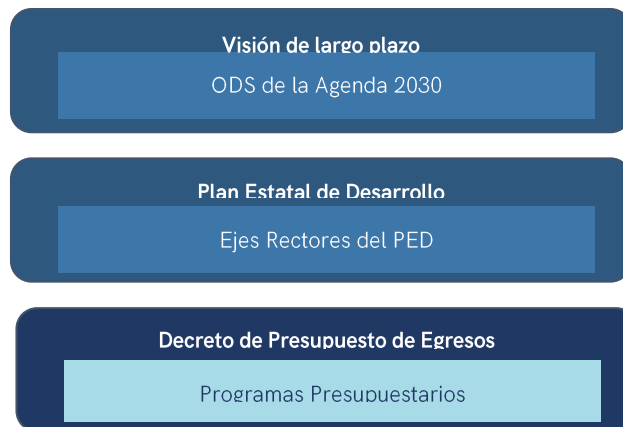 Visión de largo plazo
ODS de la Agenda 2030
Plan Estatal de Desarrollo
Ejes Rectores del PED
Decreto de Presupuesto de Egresos
Programas Presupuestarios